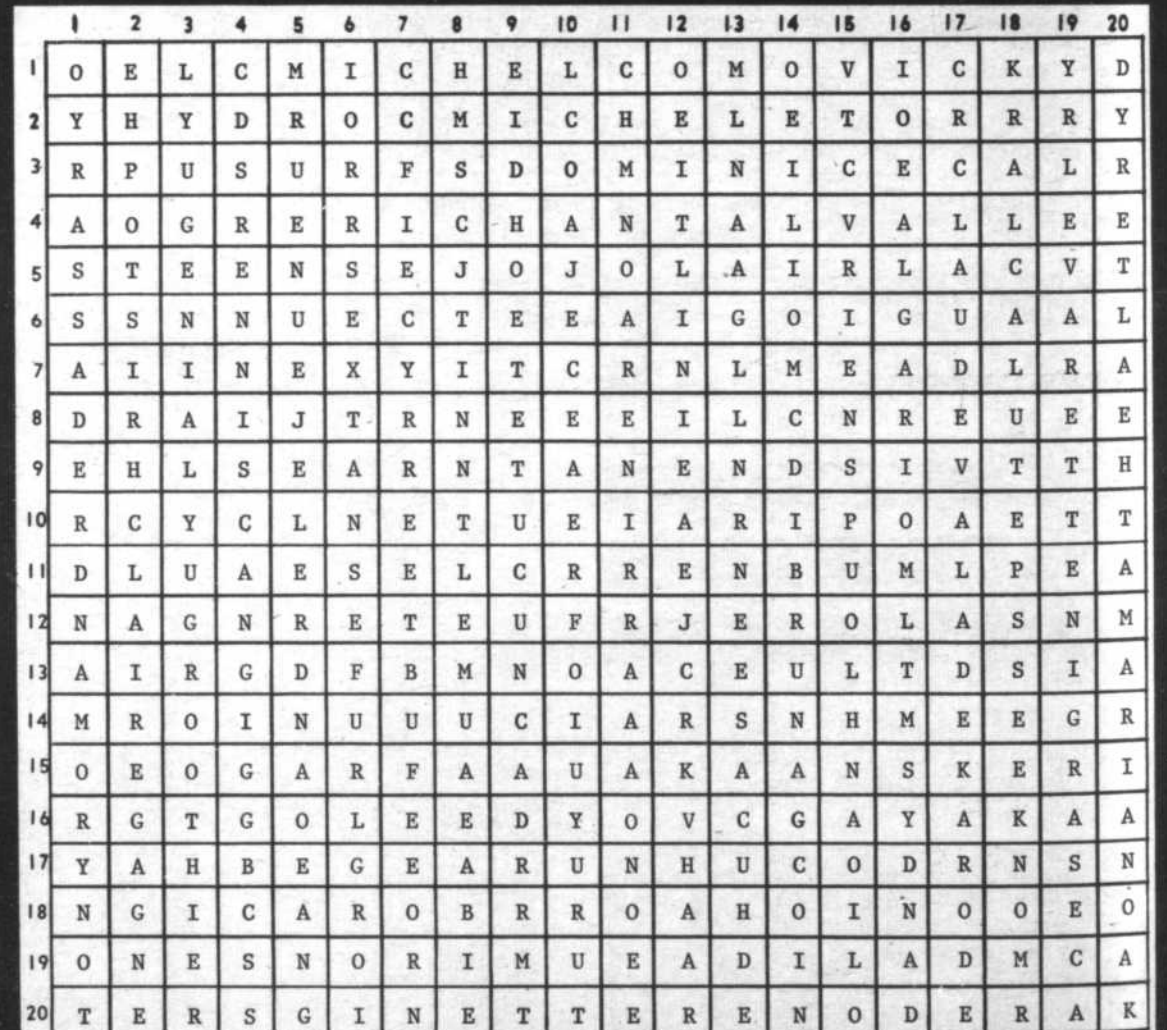 1 2 3 4 5 6 7 8 9 10 11 12 13 14 15 16 17 18 19 20
1 O E L C M I C H E L C O M O V I C K Y D
2 Y H Y D R O C M I C H E L E T O R R R Y
3 R P U S U R F S D O M I N I C E C A L R
4 A O G R E R I C H A N T A L V A L L E E
5 S T E E N S E J O J O L A I R L A C V T
6 S S N N U E C T E E A I G O I G U A A L
7 A I I N E X Y I T C R N L M E A D L R A
8 D R A I J T R N E E E I L C N R E U E E
9 E H L S E A R N T A N E N D S I V T T H
10 R C Y C L N E T U E I A R I P O A E T T
11 D L U A E S E L C R R E N B U M L P E A
12 N A G N R E T E U F R J E R O L A S N M
13 A I R G D F B M N O A C E U L T D S I A
14 M R O I N U U U C I A R S N H M E E G R
15 O E O G A R F A A U A K A A N S K E R I
16 R G T G O L E E D Y O V C G A Y A K A A
17 Y A H B E G E A R U N H U C O D R N S N
18 N G I C A R O B R R O A H O I N O O E O
19 O N E S N O R I M U E A D I L A D M C A
20 T E R S G I N E T T E R E N O D E R A K